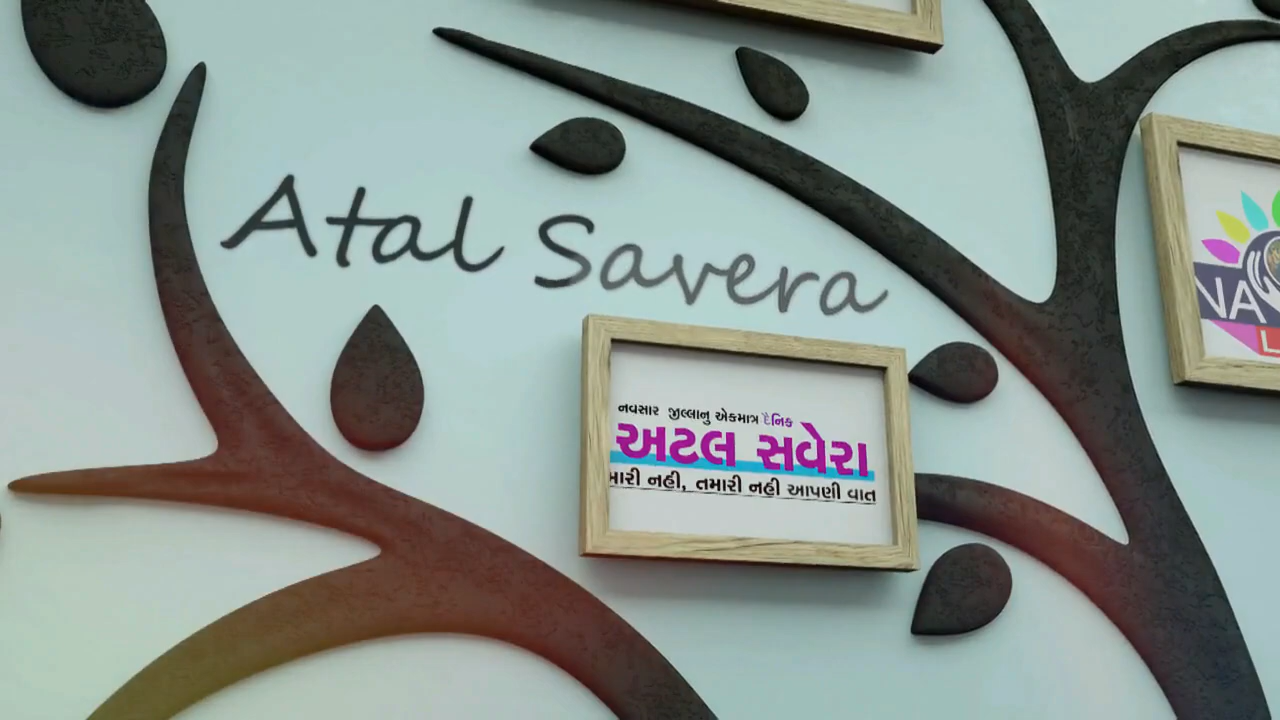 Atal Savera
નવસાર જીલ્લાનુ એકમાત્ર દૈનિક
અટલ સવેરા
નહી, તમારી નહી આપણી વાત